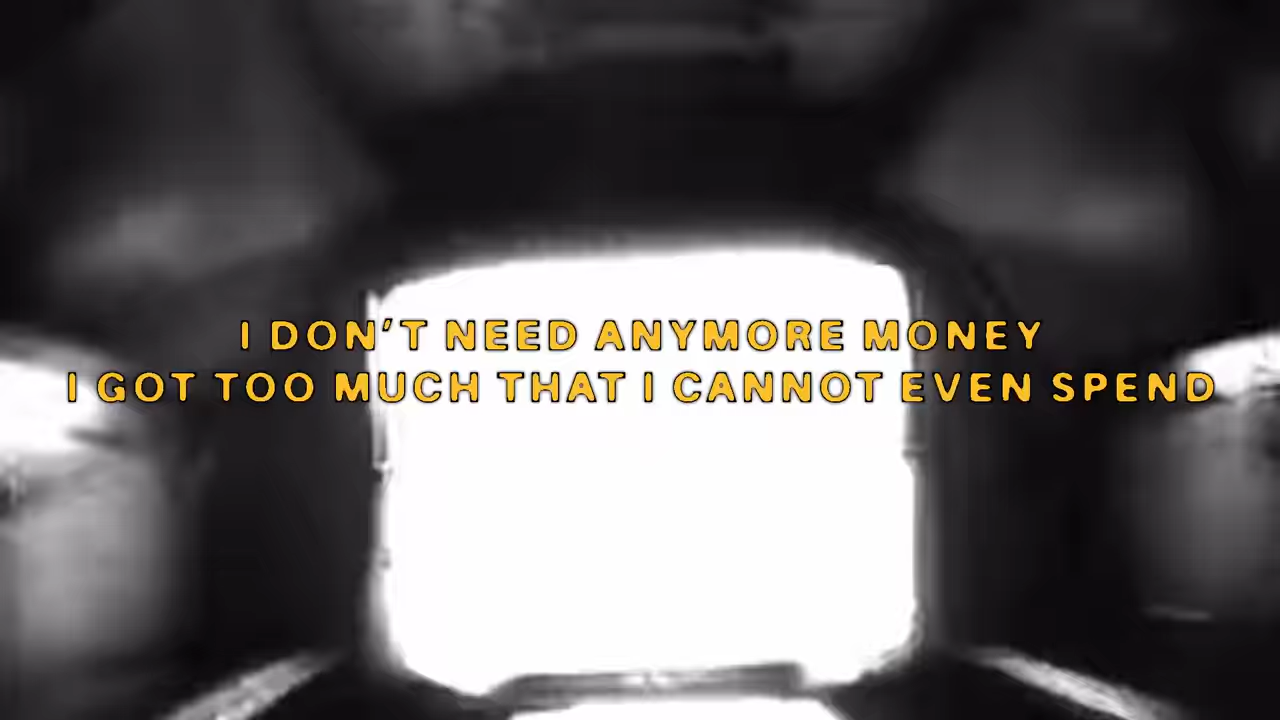 I DON'T NEED ANYMORE MONEY
I GOT TOO MUCH THAT I CANNOT EVEN SPEND